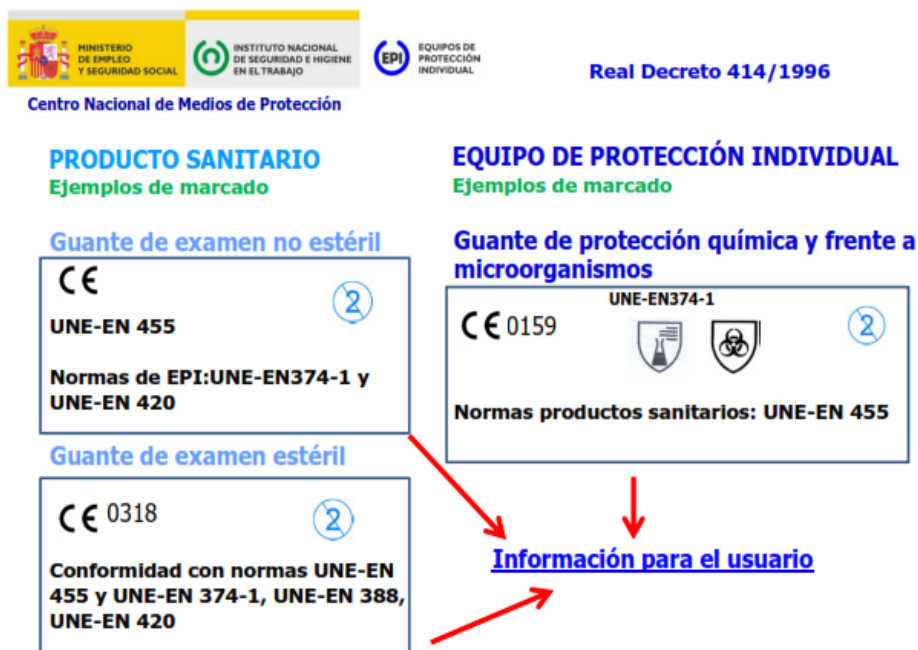 MINISTERIO
DE EMPLEO
Y SEGURIDAD SOCIAL
INSTITUTO NACIONAL
DE SEGURIDAD E HIGIENE
EN EL TRABAJO
EPI
EQUIPOS DE
PROTECCIÓN
INDIVIDUAL
Real Decreto 414/1996
Centro Nacional de Medios de Protección
PRODUCTO SANITARIO
Ejemplos de marcado
Guante de examen no estéril
CE
2
UNE-EN 455
Normas de EPI:UNE-EN374-1 y
UNE-EN 420
Guante de examen estéril
CE 0318
2
Conformidad con normas UNE-EN
455 y UNE-EN 374-1, UNE-EN 388,
UNE-EN 420
EQUIPO DE PROTECCIÓN INDIVIDUAL
Ejemplos de marcado
Guante de protección química y frente a
microorganismos
UNE-EN374-1
CE 0159
2
Normas productos sanitarios: UNE-EN 455
Información para el usuario